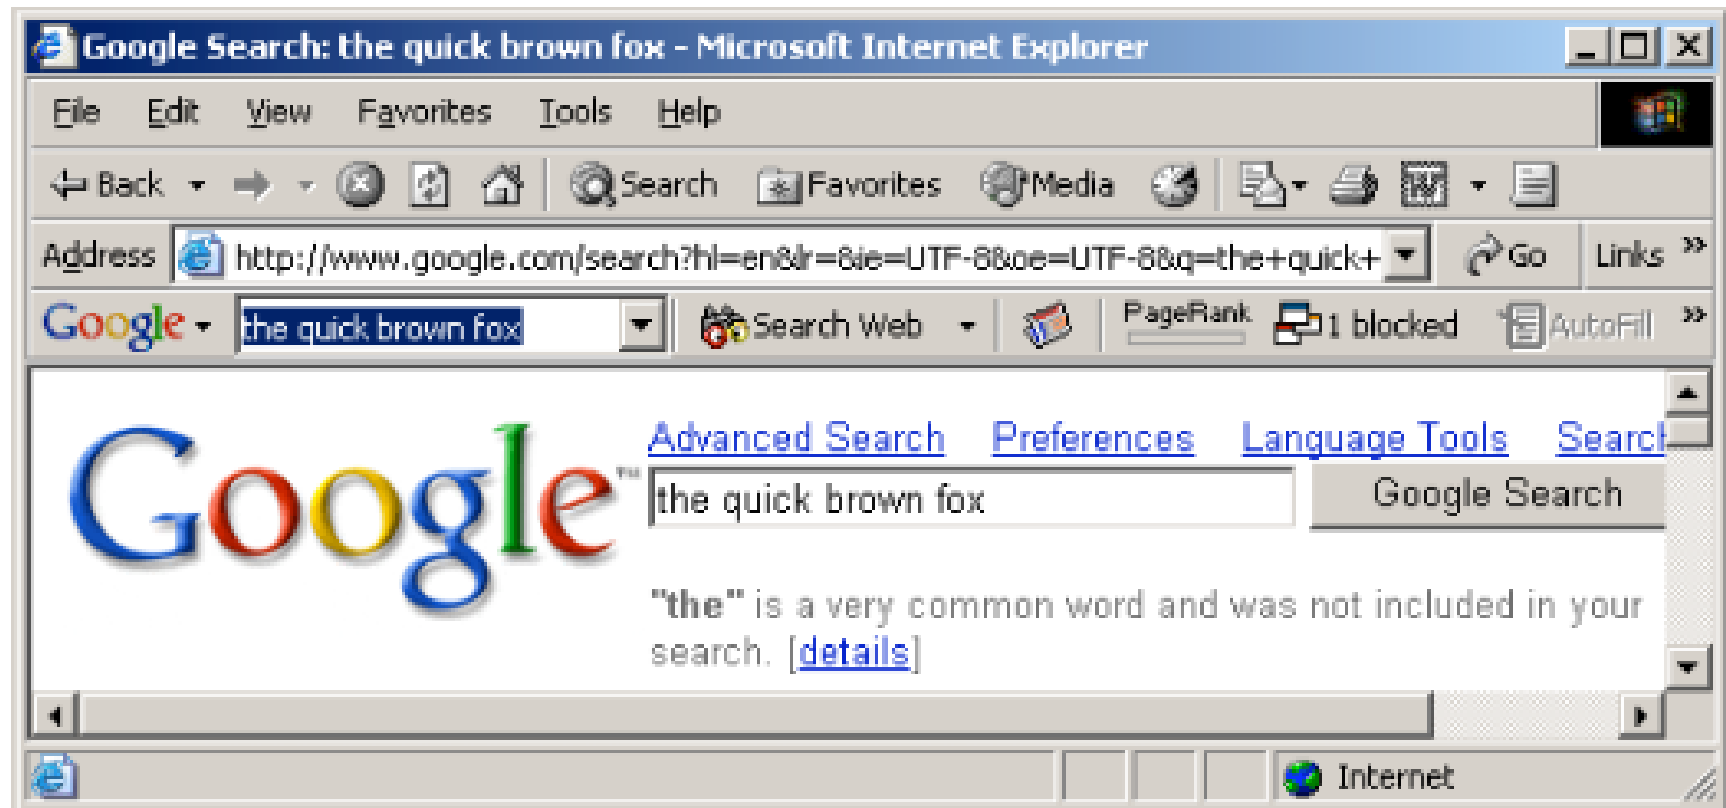 Google Search: the quick brown fox - Microsoft Internet Explorer
File Edit View Favorites Tools Help
Back Search Favorites Media
Address http://www.google.com/search?hl=en&lr=&ie=UTF-8&oe=UTF-8&q=the+quick+ Go Links »
Google the quick brown fox Search Web PageRank 1 blocked AutoFill »
Google™
Advanced Search Preferences Language Tools Search
the quick brown fox Google Search
"the" is a very common word and was not included in your
search. [details]
Internet